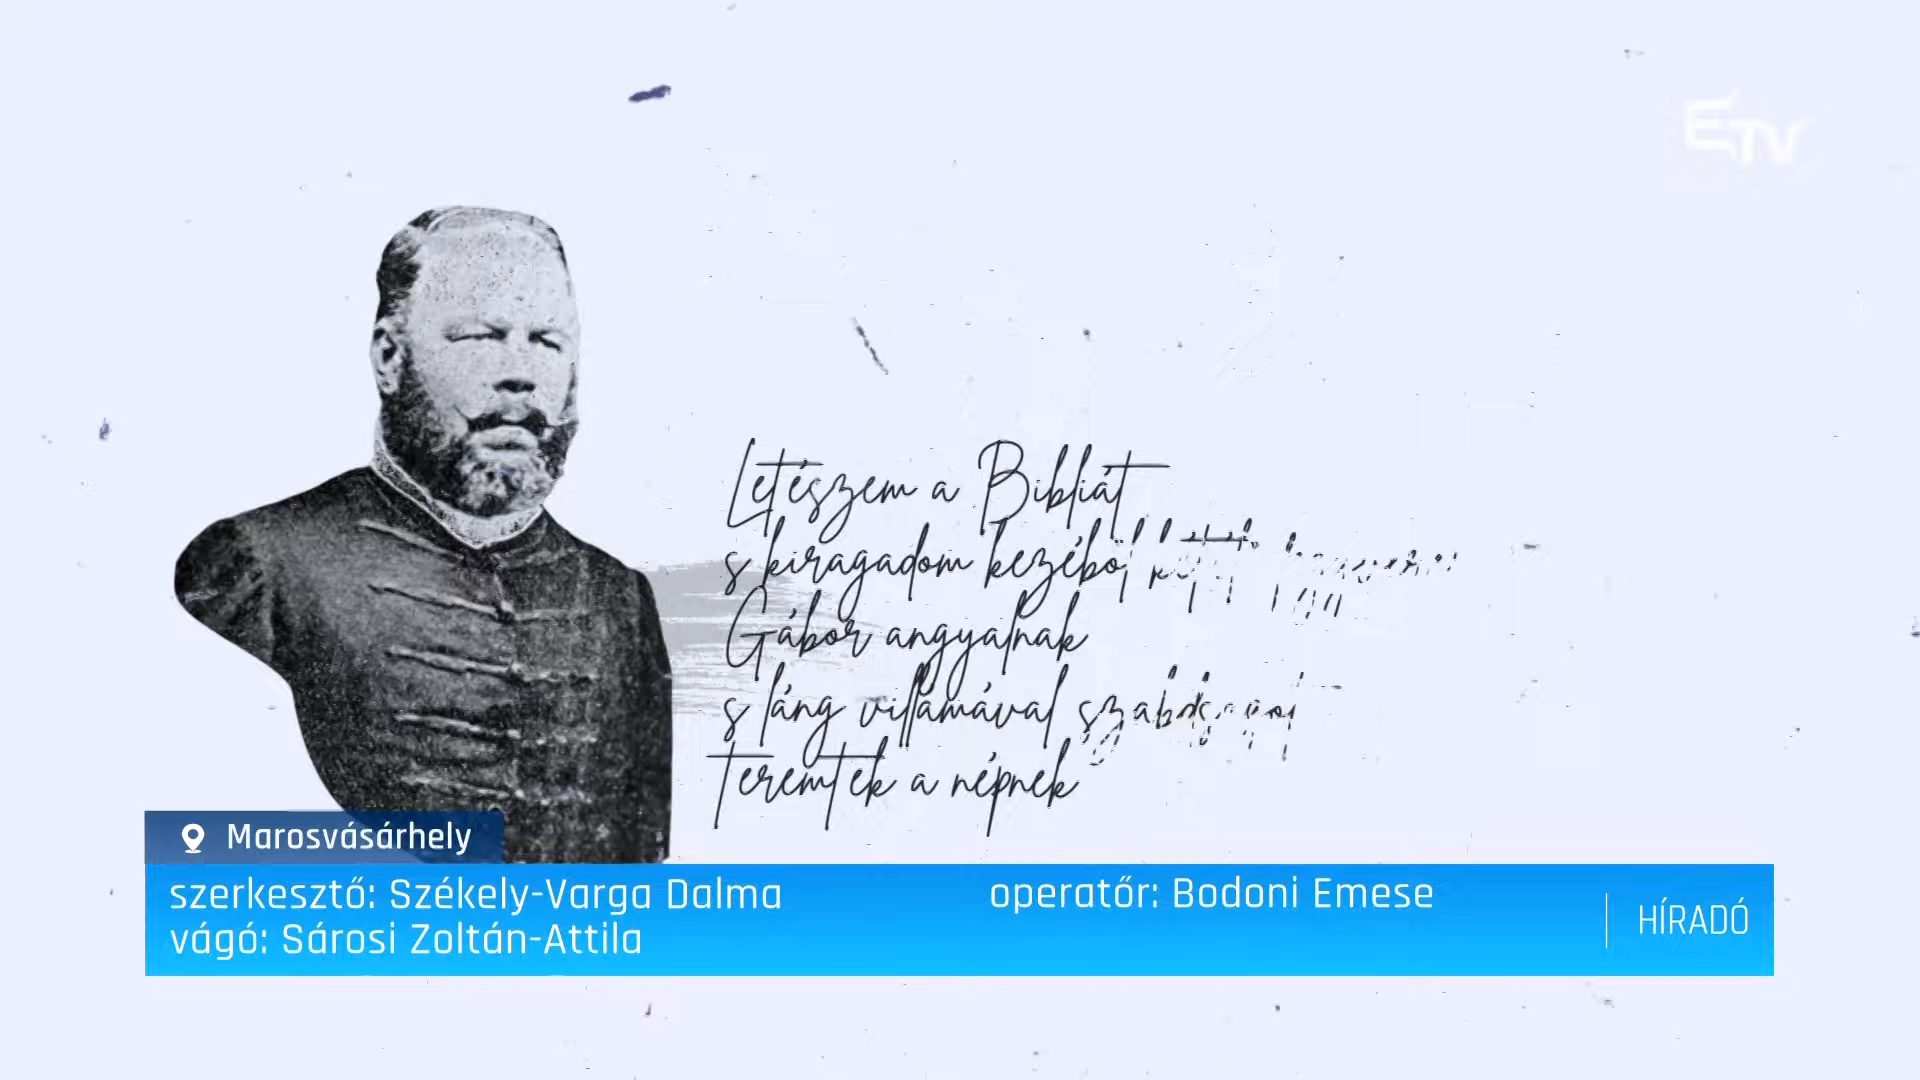 ETV
Letészem a Bibliát
s kiragadom kezéből
Gábor angyalnak
s láng villámával
teremtek a népnek
Marosvásárhely
szerkesztő: Székely-Varga Dalma
operatőr: Bodoni Emese
vágó: Sárosi Zoltán-Attila
HÍRADÓ